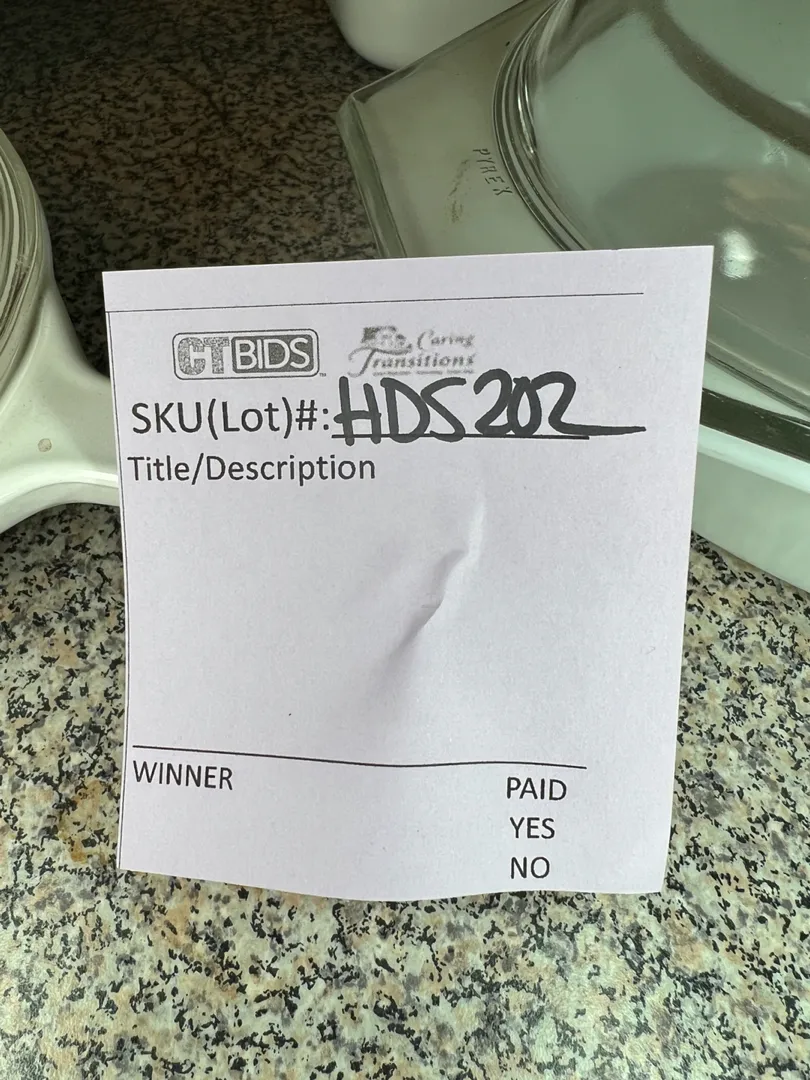 PYREX
CTBIDS
Caring
Transitions
SKU(Lot)#: HDS202
Title/Description
WINNER
PAID
YES
NO